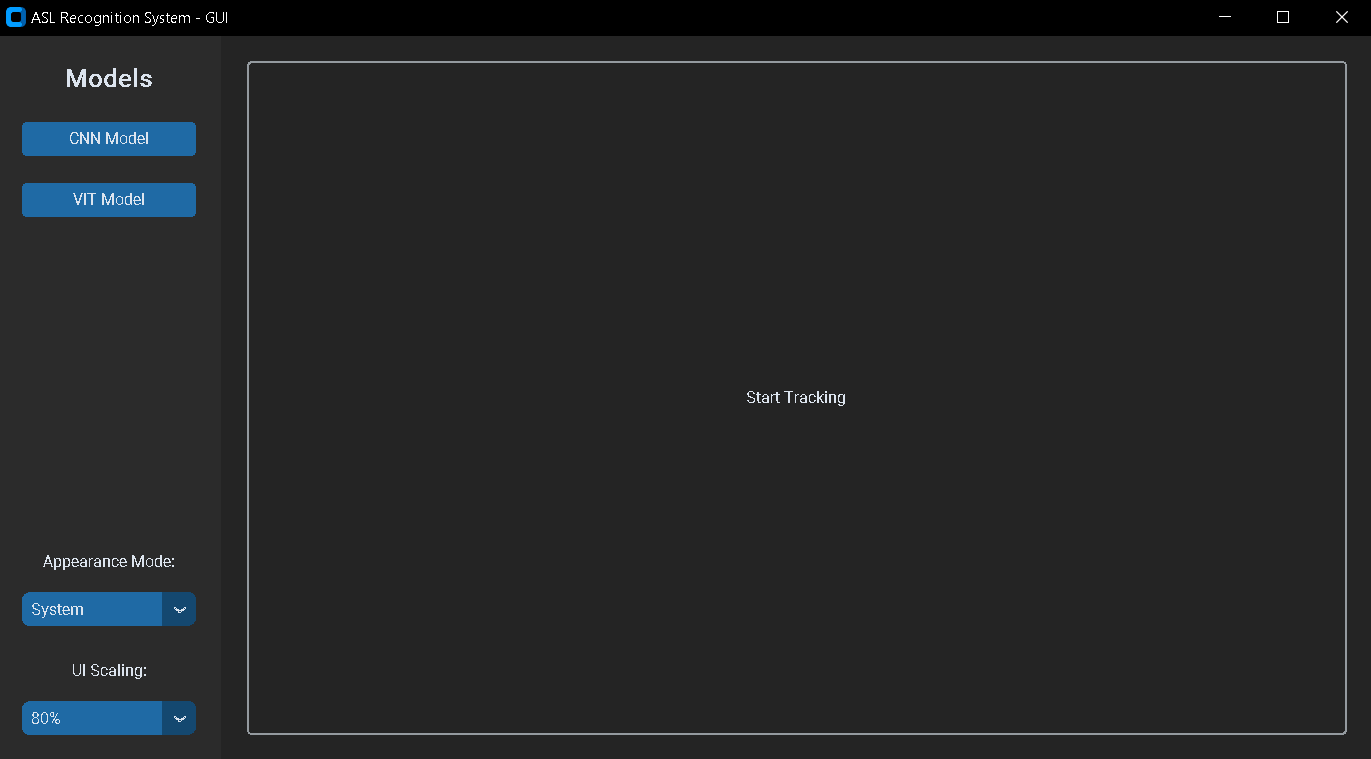 ASL Recognition System - GUI
Models
CNN Model
VIT Model
Start Tracking
Appearance Mode:
System
UI Scaling:
80%